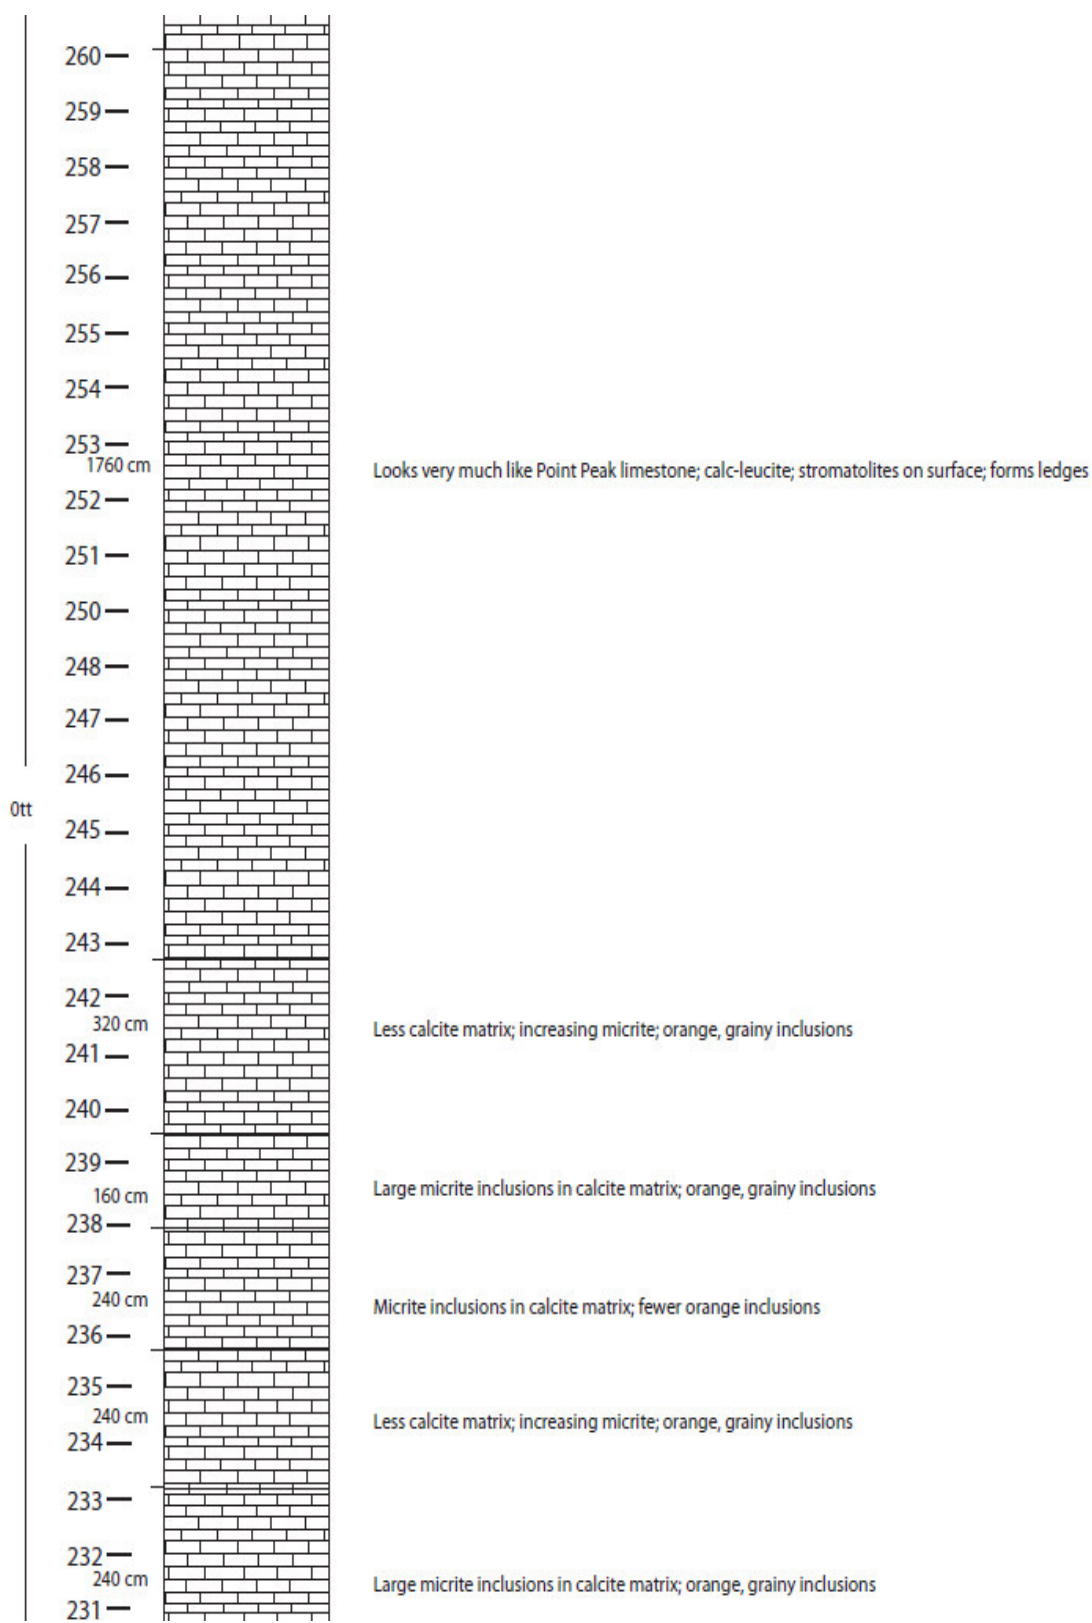 260
259
258
257
256
255
254
253
1760 cm
Looks very much like Point Peak limestone; calc-leucite; stromatolites on surface; forms ledges
252
251
250
248
247
246
0tt
245
244
243
242
320 cm
Less calcite matrix; increasing micrite; orange, grainy inclusions
241
240
239
160 cm
Large micrite inclusions in calcite matrix; orange, grainy inclusions
238
237
240 cm
Micrite inclusions in calcite matrix; fewer orange inclusions
236
235
240 cm
Less calcite matrix; increasing micrite; orange, grainy inclusions
234
233
232
240 cm
Large micrite inclusions in calcite matrix; orange, grainy inclusions
231